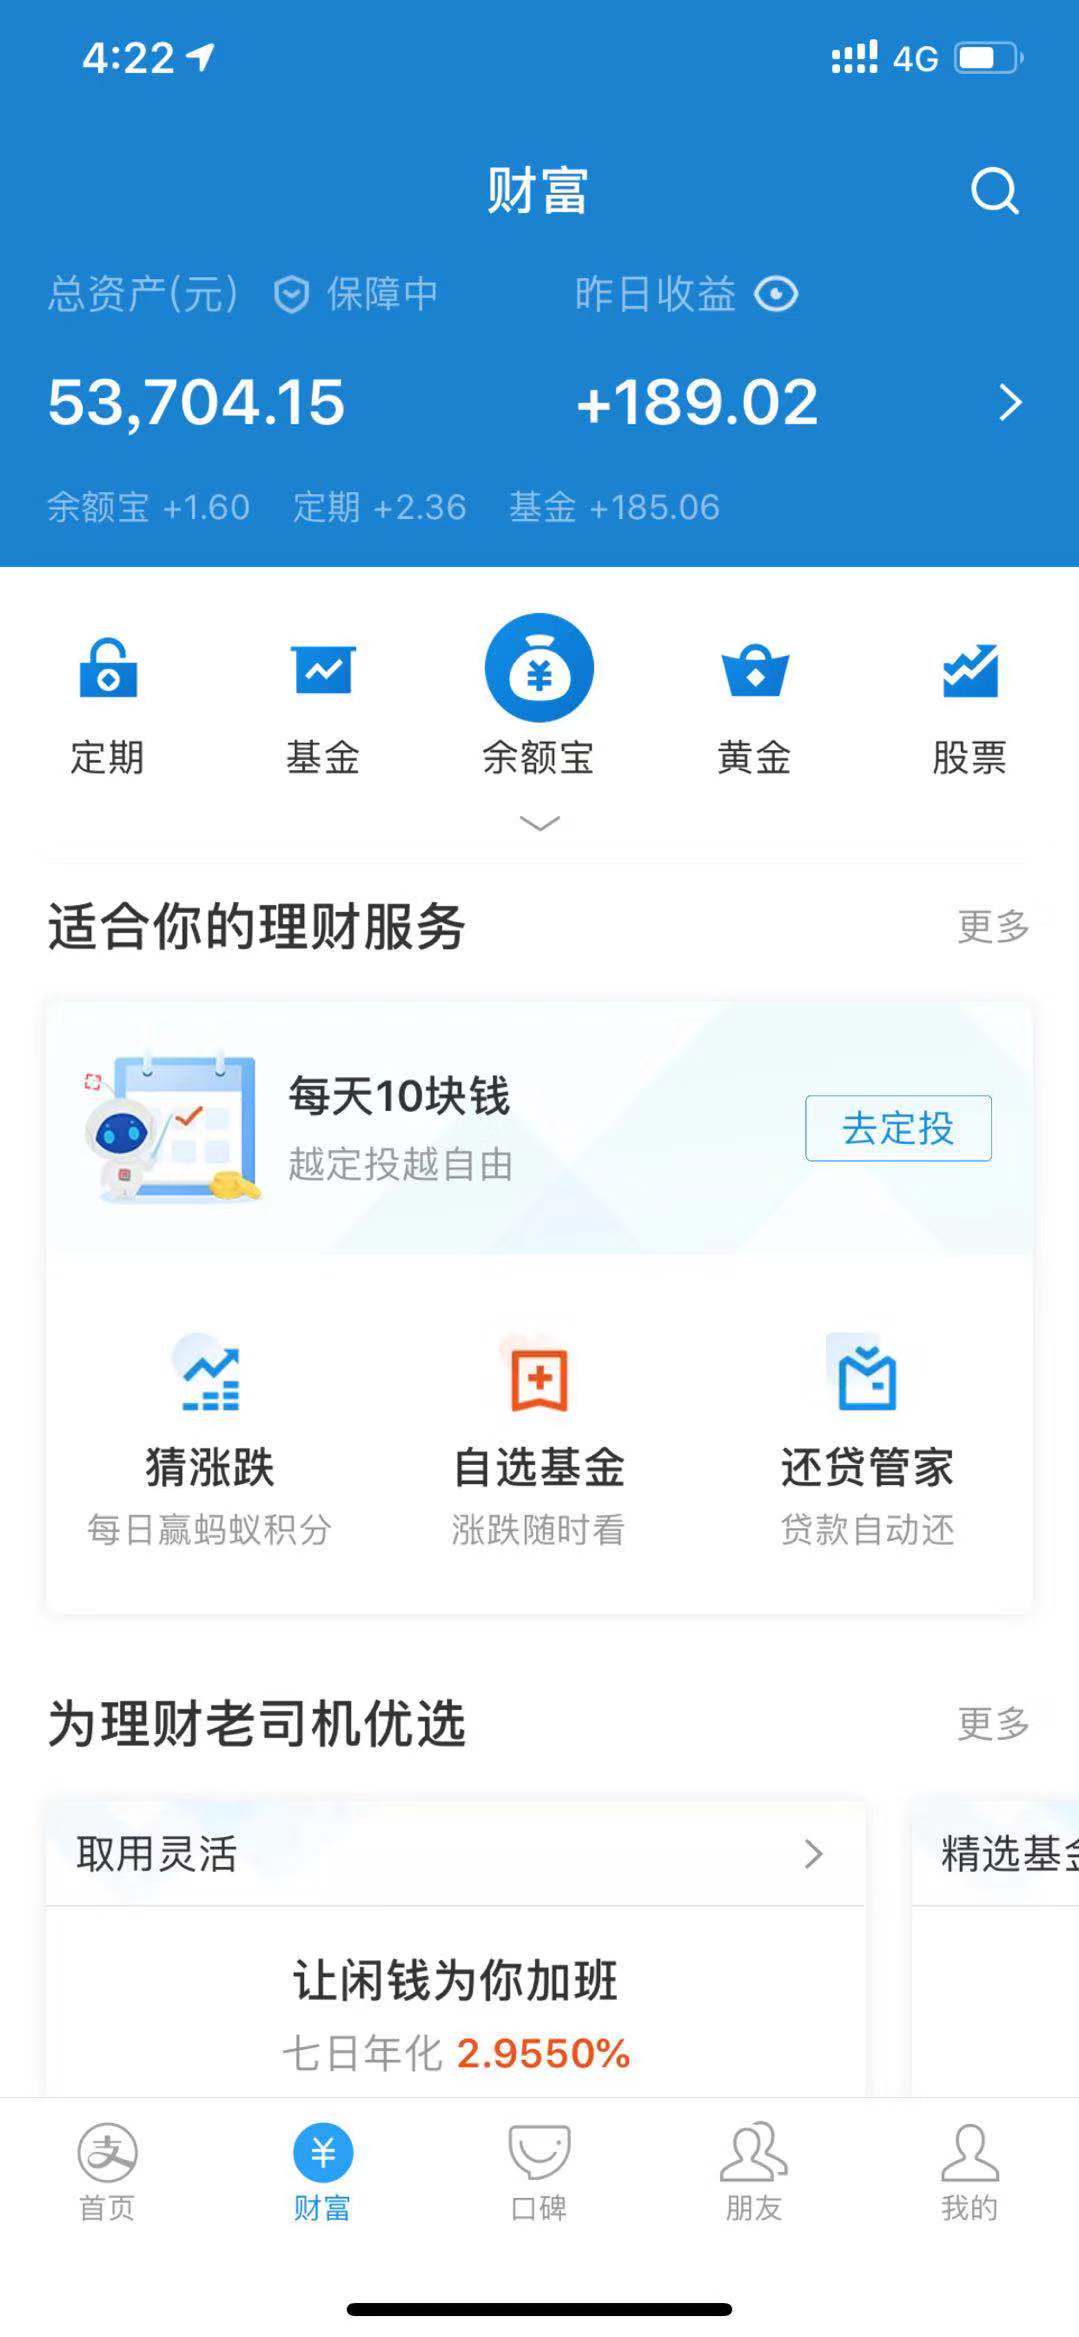 4:22 4G
财富
总资产(元) 保障中 昨日收益
53,704.15 +189.02
余额宝 +1.60 定期 +2.36 基金 +185.06
定期 基金 余额宝 黄金 股票
适合你的理财服务 更多
每天10块钱
越定投越自由
去定投
猜涨跌 自选基金 还贷管家
每日赢蚂蚁积分 涨跌随时看 贷款自动还
为理财老司机优选 更多
取用灵活 精选基金
让闲钱为你加班
七日年化 2.9550%
首页 财富 口碑 朋友 我的